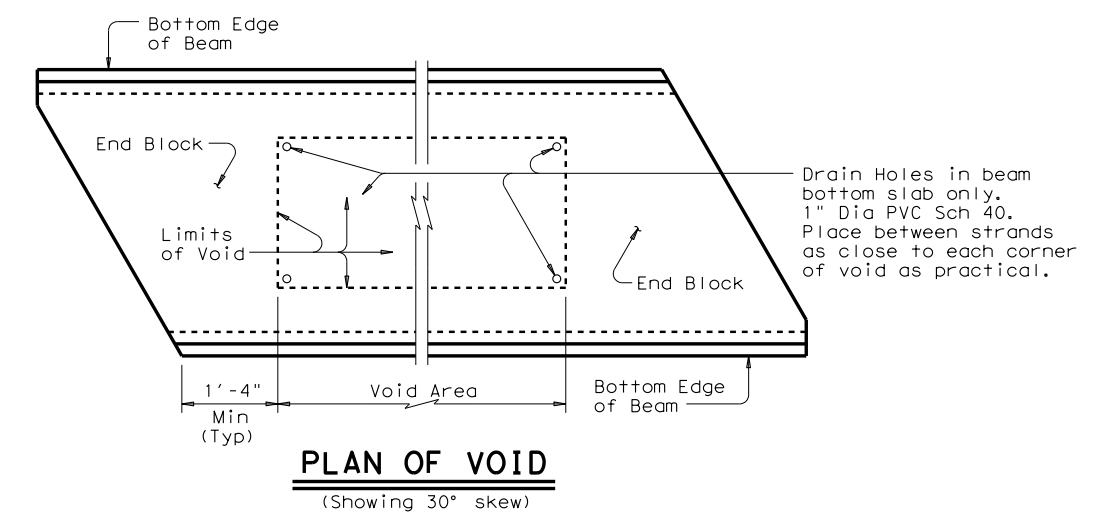 Bottom Edge
of Beam
End Block
Limits
of Void
Drain Holes in beam
bottom slab only.
1" Dia PVC Sch 40.
Place between strands
as close to each corner
of void as practical.
End Block
1'-4"
Min
(Typ)
Void Area
Bottom Edge
of Beam
PLAN OF VOID
(Showing 30° skew)